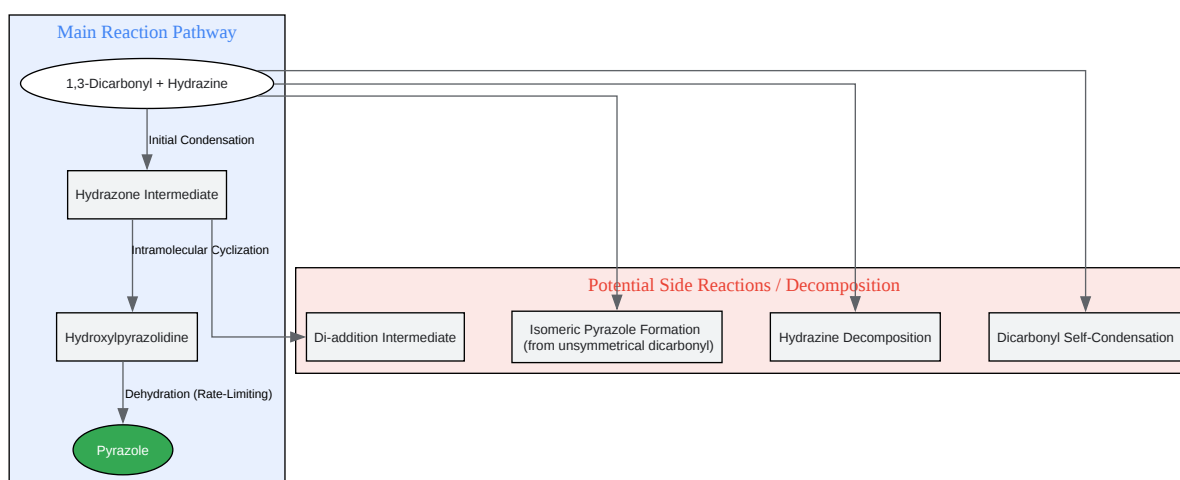 Main Reaction Pathway
1,3-Dicarbonyl + Hydrazine
Initial Condensation
Hydrazone Intermediate
Intramolecular Cyclization
Potential Side Reactions / Decomposition
Hydroxylpyrazolidine
Di-addition Intermediate
Isomeric Pyrazole Formation
(from unsymmetrical dicarbonyl)
Hydrazine Decomposition
Dicarbonyl Self-Condensation
Dehydration (Rate-Limiting)
Pyrazole